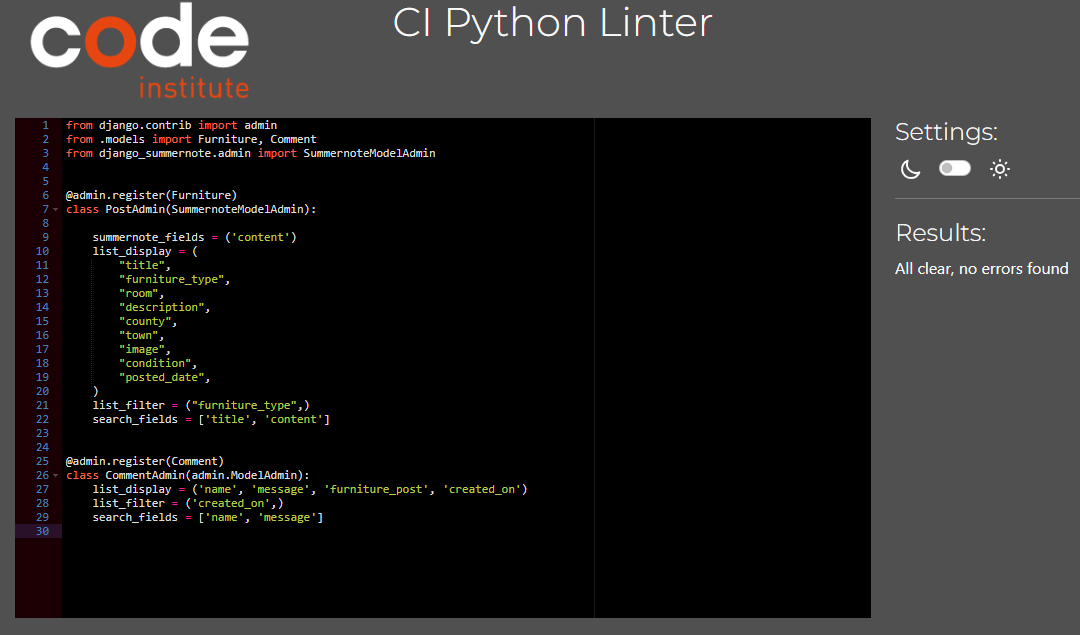 code
institute
CI Python Linter
1 from django.contrib import admin
2 from .models import Furniture, Comment
3 from django_summernote.admin import SummernoteModelAdmin
4
5
6 @admin.register(Furniture)
7 class PostAdmin(SummernoteModelAdmin):
8
9     summernote_fields = ('content')
10     list_display = (
11         "title",
12         "furniture_type",
13         "room",
14         "description",
15         "county",
16         "town",
17         "image",
18         "condition",
19         "posted_date",
20     )
21     list_filter = ("furniture_type",)
22     search_fields = ['title', 'content']
23
24
25 @admin.register(Comment)
26 class CommentAdmin(admin.ModelAdmin):
27     list_display = ('name', 'message', 'furniture_post', 'created_on')
28     list_filter = ('created_on',)
29     search_fields = ['name', 'message']
30
Settings:
Results:
All clear, no errors found